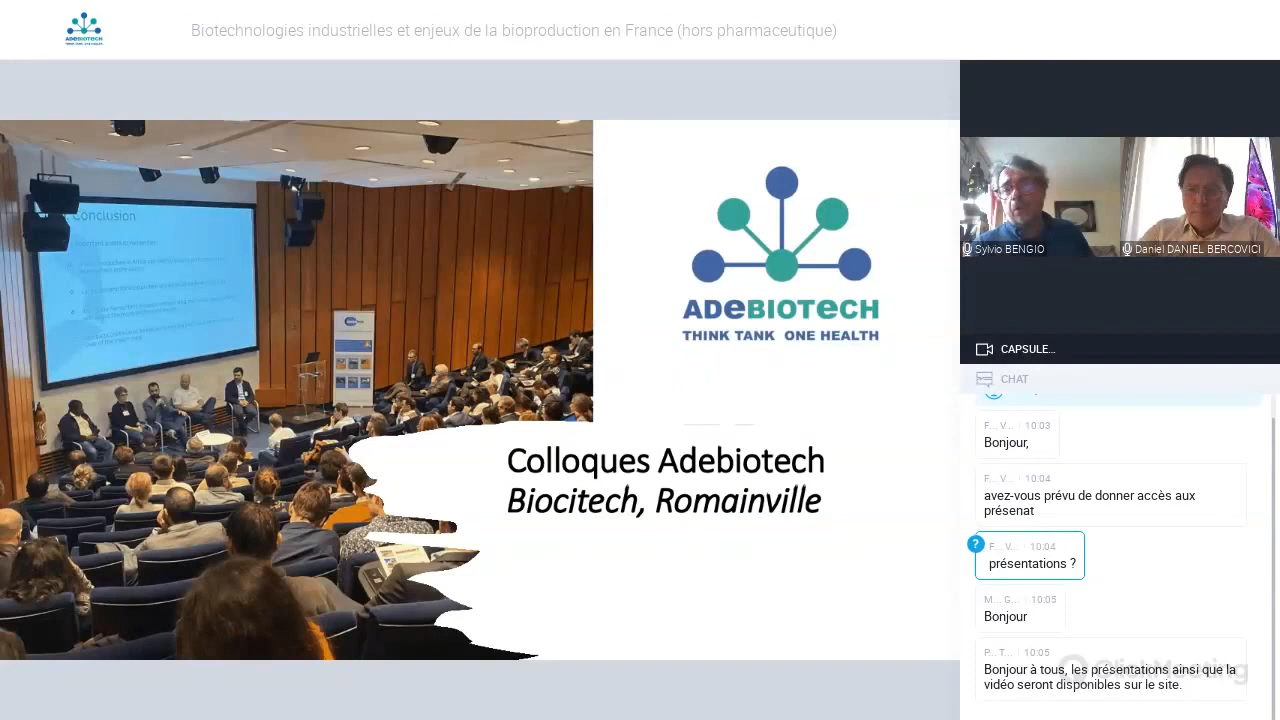 ADEBIOTECH
Biotechnologies industrielles et enjeux de la bioproduction en France (hors pharmaceutique)
Conclusion
ADEBIOTECH
THINK TANK ONE HEALTH
Colloques Adebiotech
Biocitech, Romainville
Sylvio BENGIO
Daniel DANIEL BERCOVICI
CAPSULE...
CHAT
F... V... 10:03
Bonjour,
F... V... 10:04
avez-vous prévu de donner accès aux
présenat
?
F... V... 10:04
présentations ?
M... G... 10:05
Bonjour
P... T... 10:05
Bonjour à tous, les présentations ainsi que la
vidéo seront disponibles sur le site.
ClickMeeting